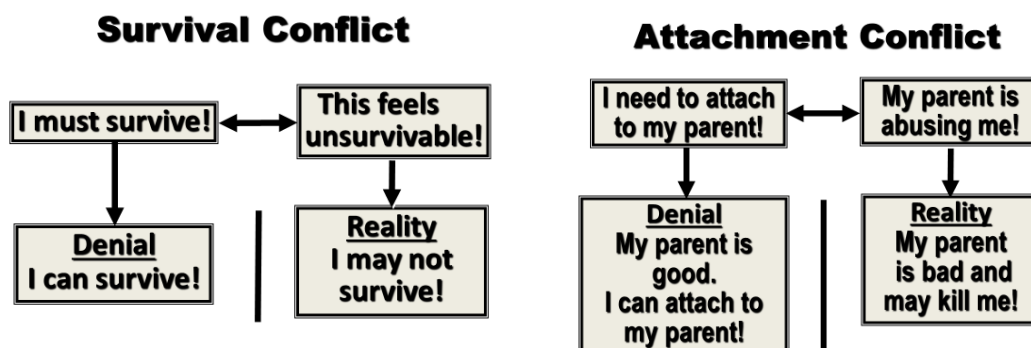 Survival Conflict
I must survive!
This feels
unsurvivable!
Denial
I can survive!
Reality
I may not
survive!
Attachment Conflict
I need to attach
to my parent!
My parent is
abusing me!
Denial
My parent is
good.
I can attach to
my parent!
Reality
My parent
is bad and
may kill me!